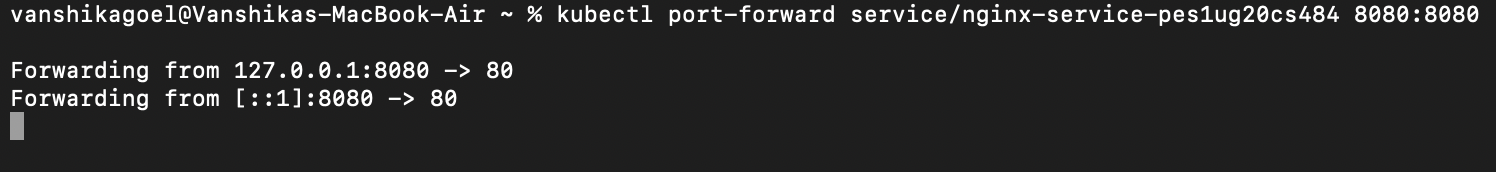 vanshikagoel@Vanshikas-MacBook-Air ~ % kubectl port-forward service/nginx-service-pes1ug20cs484 8080:8080
Forwarding from 127.0.0.1:8080 -> 80
Forwarding from [::1]:8080 -> 80